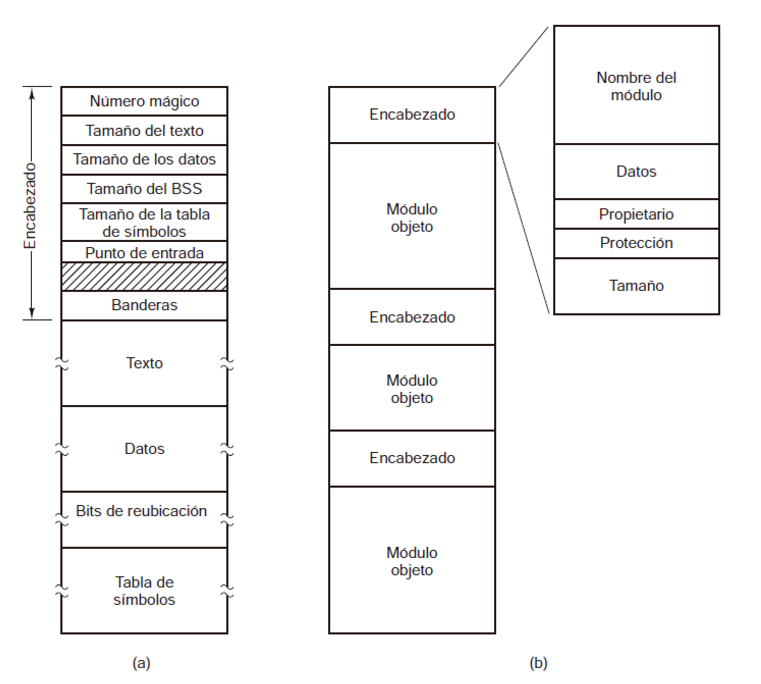 Encabezado
Número mágico
Tamaño del texto
Tamaño de los datos
Tamaño del BSS
Tamaño de la tabla
de símbolos
Punto de entrada
Banderas
Texto
Datos
Bits de reubicación
Tabla de
símbolos
(a)
Encabezado
Módulo
objeto
Encabezado
Módulo
objeto
Encabezado
Módulo
objeto
Nombre del
módulo
Datos
Propietario
Protección
Tamaño
(b)